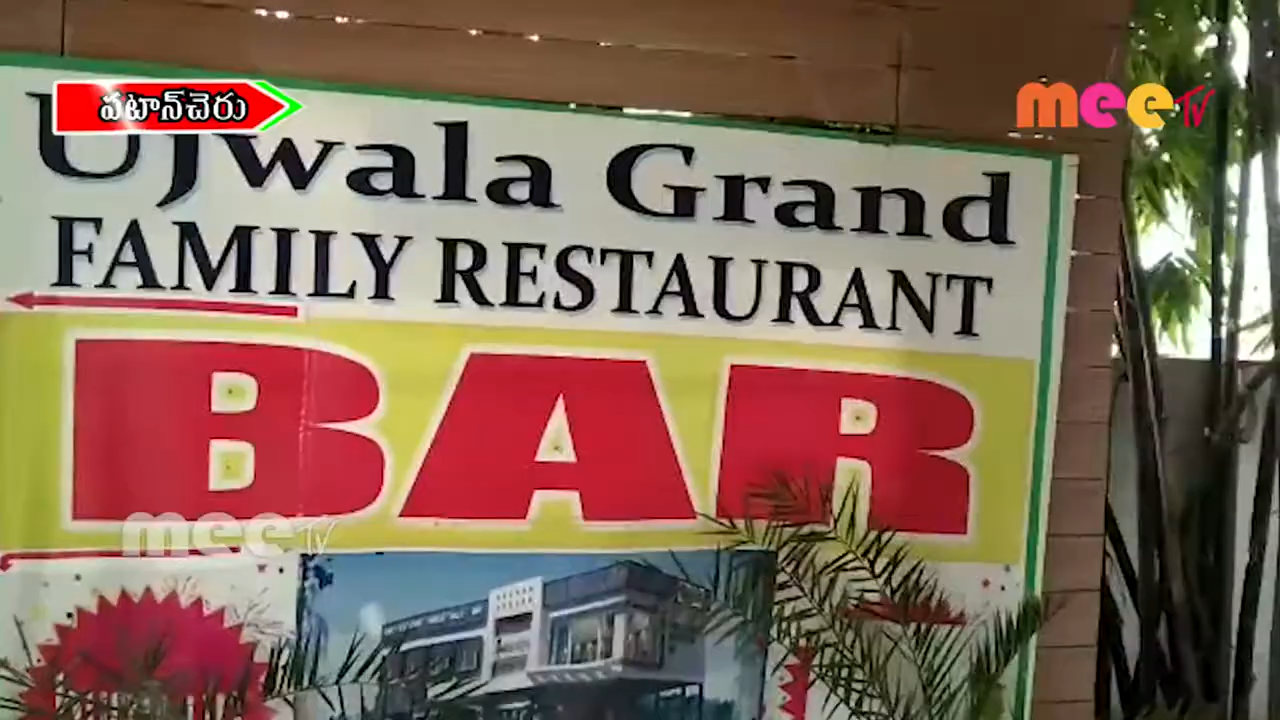 పటాన్‌చెరు
mee TV
Ujwala Grand
FAMILY RESTAURANT
BAR
mee TV